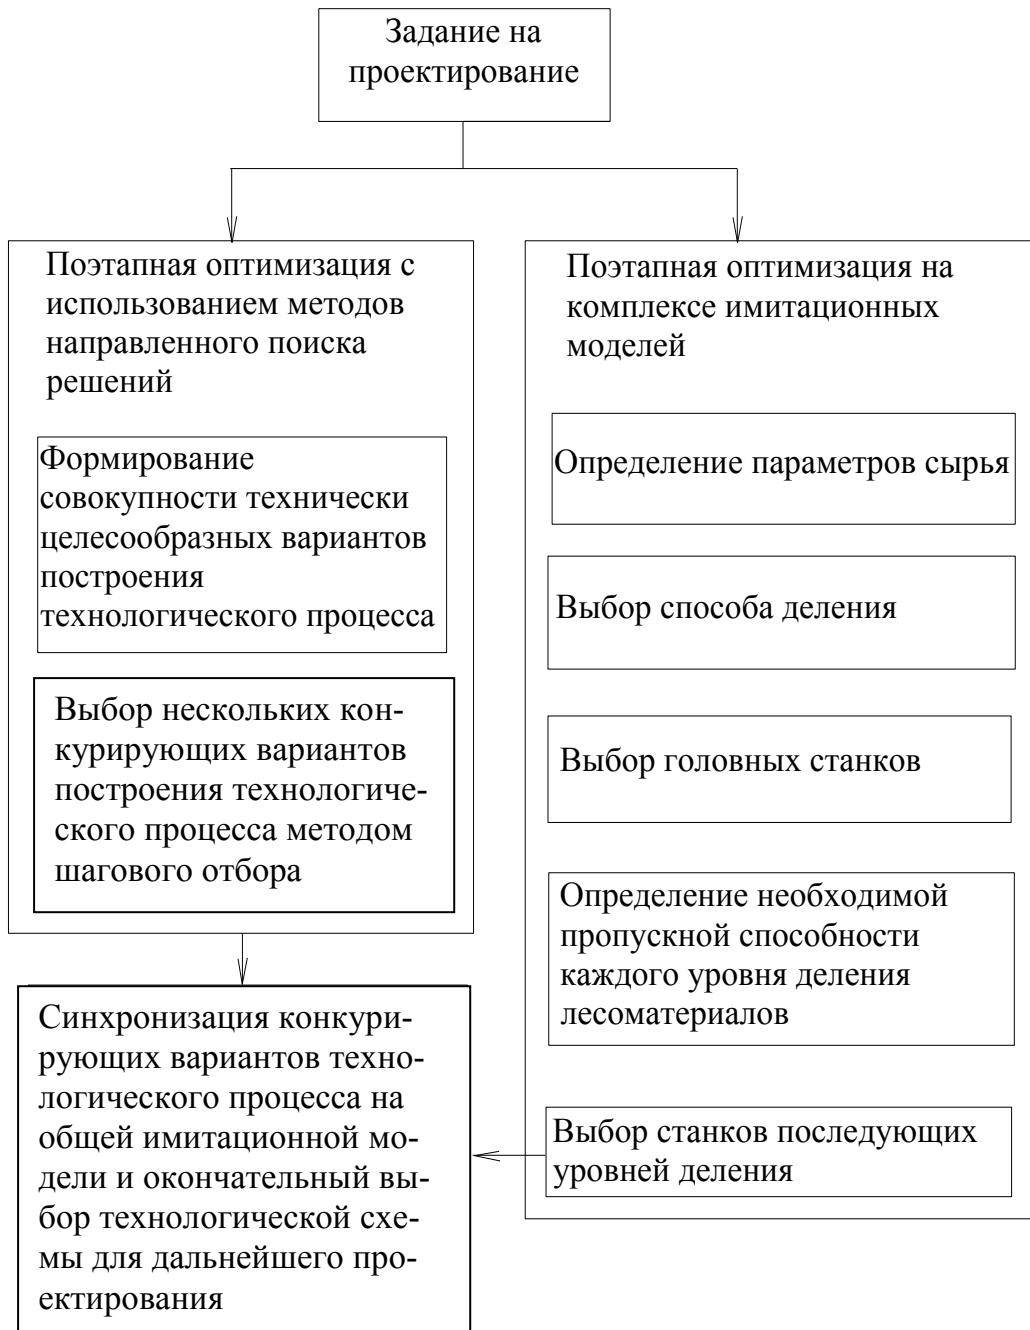 Задание на
проектирование
Поэтапная оптимизация с
использованием методов
направленного поиска
решений
Формирование
совокупности технически
целесообразных вариантов
построения
технологического процесса
Выбор нескольких кон-
курирующих вариантов
построения технологиче-
ского процесса методом
шагового отбора
Синхронизация конкури-
рующих вариантов техно-
логического процесса на
общей имитационной мо-
дели и окончательный вы-
бор технологической схе-
мы для дальнейшего про-
ектирования
Поэтапная оптимизация на
комплексе имитационных
моделей
Определение параметров сырья
Выбор способа деления
Выбор головных станков
Определение необходимой
пропускной способности
каждого уровня деления
лесоматериалов
Выбор станков последующих
уровней деления